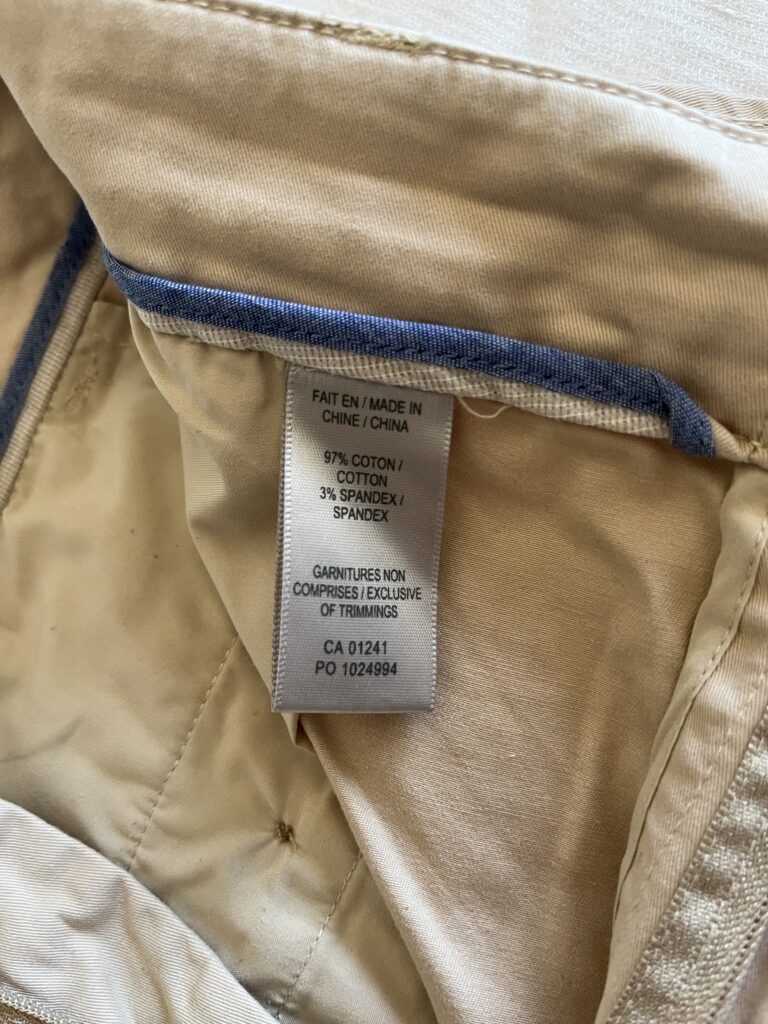 FAIT EN / MADE IN
CHINE / CHINA
97% COTON /
COTTON
3% SPANDEX /
SPANDEX
GARNITURES NON
COMPRISES / EXCLUSIVE
OF TRIMMINGS
CA 01241
PO 1024994